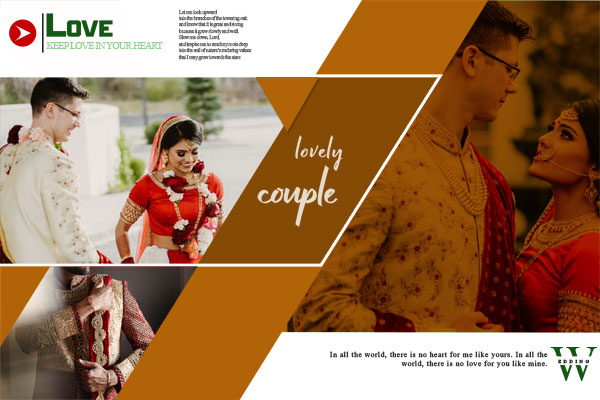 LOVE
KEEP LOVE IN YOUR HEART
Let me look upward
into the branches of the towering oak
and know that it is great and strong
because it grew slowly and well.
Slow me down, Lord,
and inspire me to send my roots deep
into the soil of nature's enduring values
that I may grow towards the stars
lovely
couple
In all the world, there is no heart for me like yours. In all the
world, there is no love for you like mine.
WEDDING